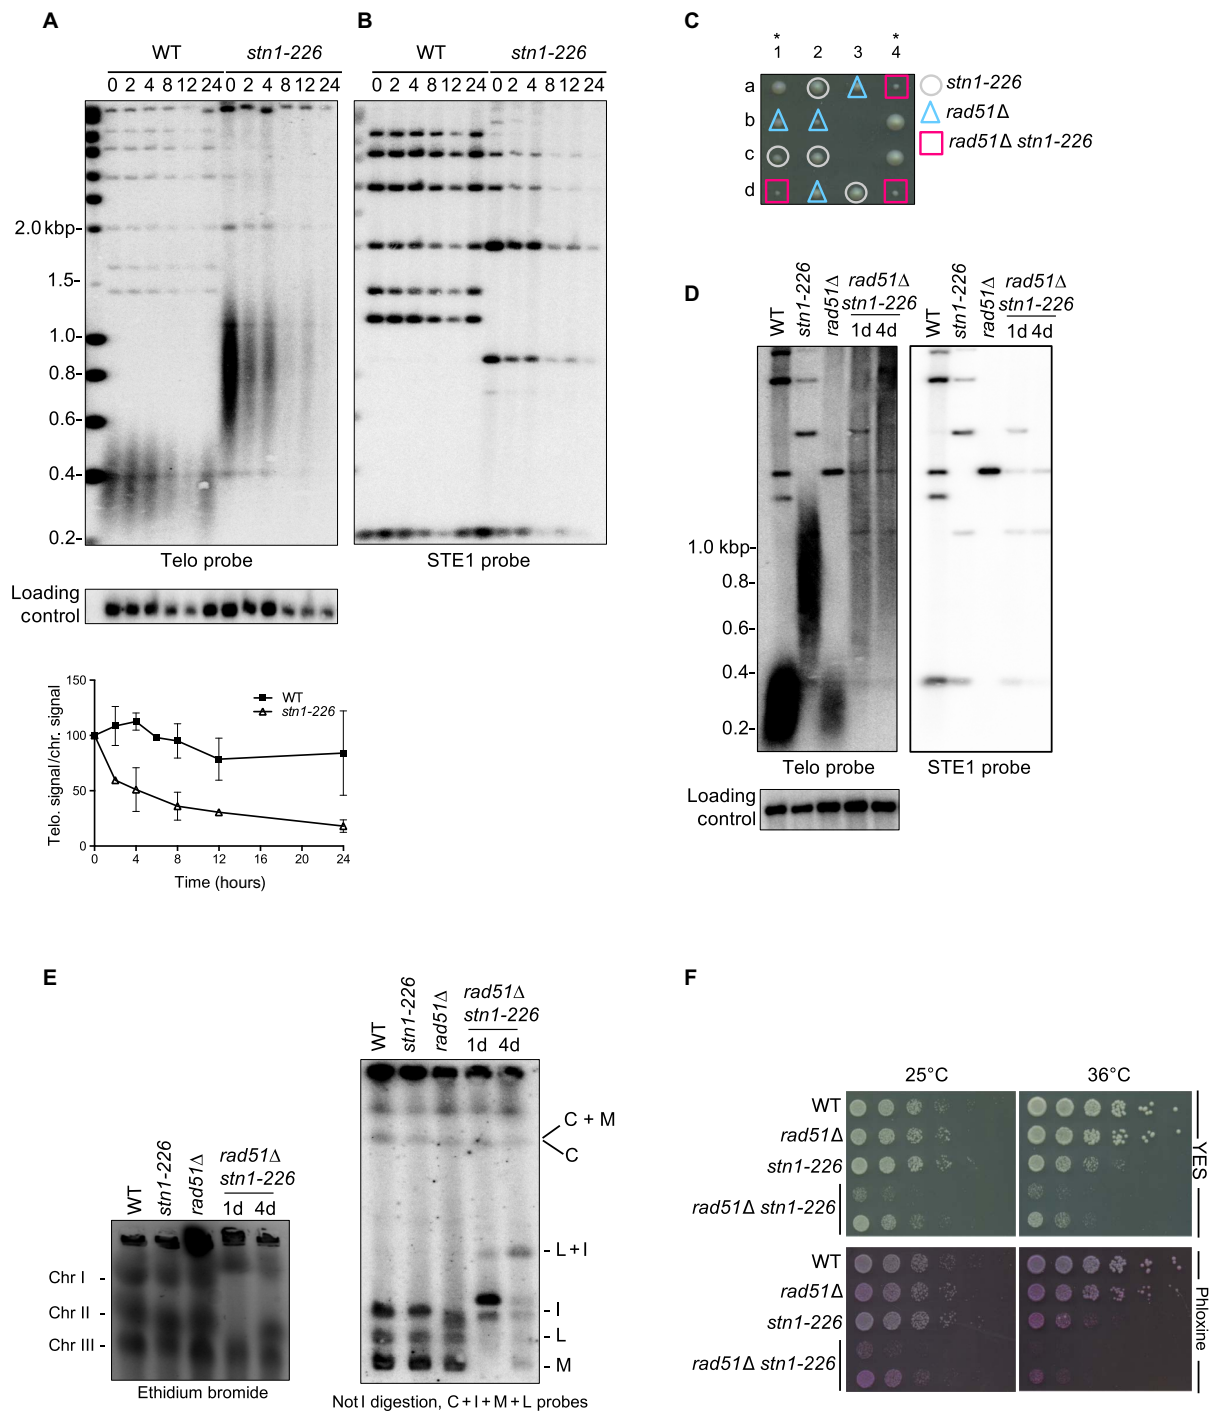 A
WT
stn1-226
0 2 4 8 12 24 0 2 4 8 12 24
2.0 kbp-
1.5-
1.0-
0.8-
0.6-
0.4-
0.2-
Telo probe
Loading control
B
WT
stn1-226
0 2 4 8 12 24 0 2 4 8 12 24
STE1 probe
Telo. signal/chr. signal
150
100
50
0
WT
stn1-226
0 4 8 12 16 20 24
Time (hours)
C
* *
1 2 3 4
a
b
c
d
stn1-226
rad51Δ
rad51Δ stn1-226
D
WT
stn1-226
rad51Δ
rad51Δ
stn1-226
1d 4d
WT
stn1-226
rad51Δ
rad51Δ
stn1-226
1d 4d
1.0 kbp-
0.8-
0.6-
0.4-
0.2-
Telo probe
STE1 probe
Loading
control
E
WT
stn1-226
rad51Δ
rad51Δ
stn1-226
1d 4d
Chr I -
Chr II -
Chr III -
Ethidium bromide
WT
stn1-226
rad51Δ
rad51Δ
stn1-226
1d 4d
C + M
C
- L + I
- I
- L
- M
Not I digestion, C + I + M + L probes
F
25°C
36°C
WT
rad51Δ
stn1-226
rad51Δ stn1-226
YES
WT
rad51Δ
stn1-226
rad51Δ stn1-226
Phloxine